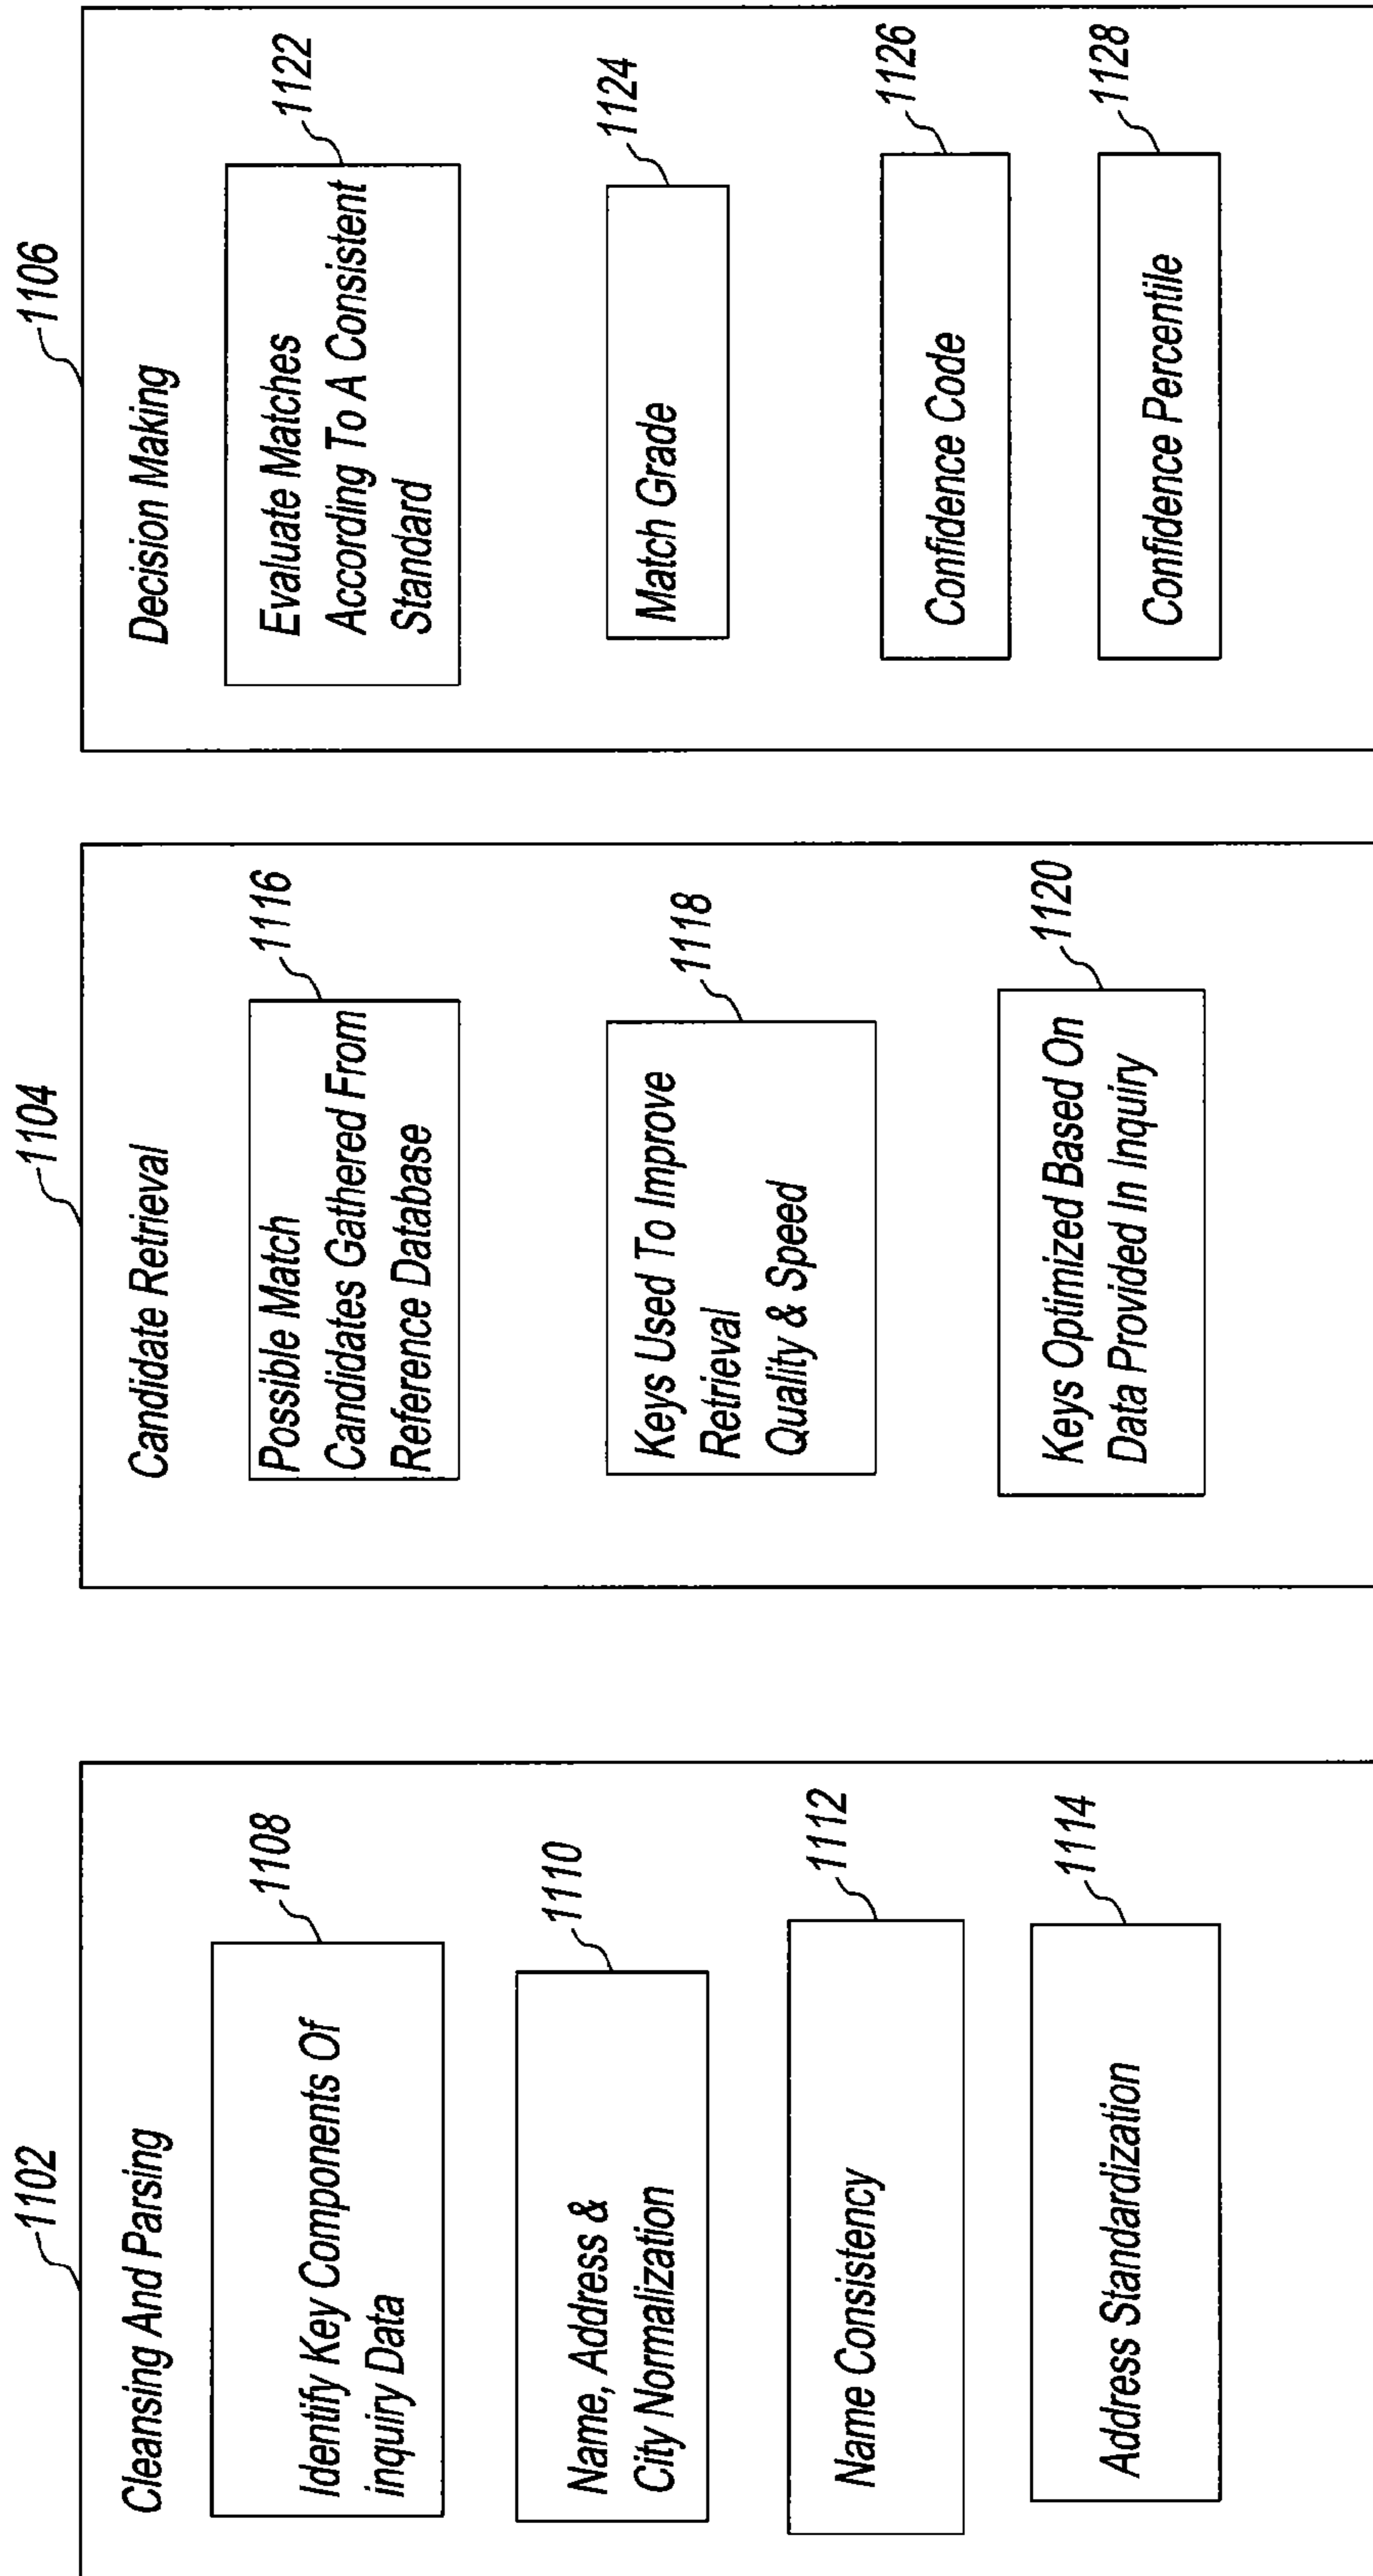 1102
Cleansing And Parsing
1108
Identify Key Components Of
inquiry Data
1110
Name, Address &
City Normalization
1112
Name Consistency
1114
Address Standardization
1104
Candidate Retrieval
1116
Possible Match
Candidates Gathered From
Reference Database
1118
Keys Used To Improve
Retrieval
Quality & Speed
1120
Keys Optimized Based On
Data Provided In Inquiry
1106
Decision Making
1122
Evaluate Matches
According To A Consistent
Standard
1124
Match Grade
1126
Confidence Code
1128
Confidence Percentile